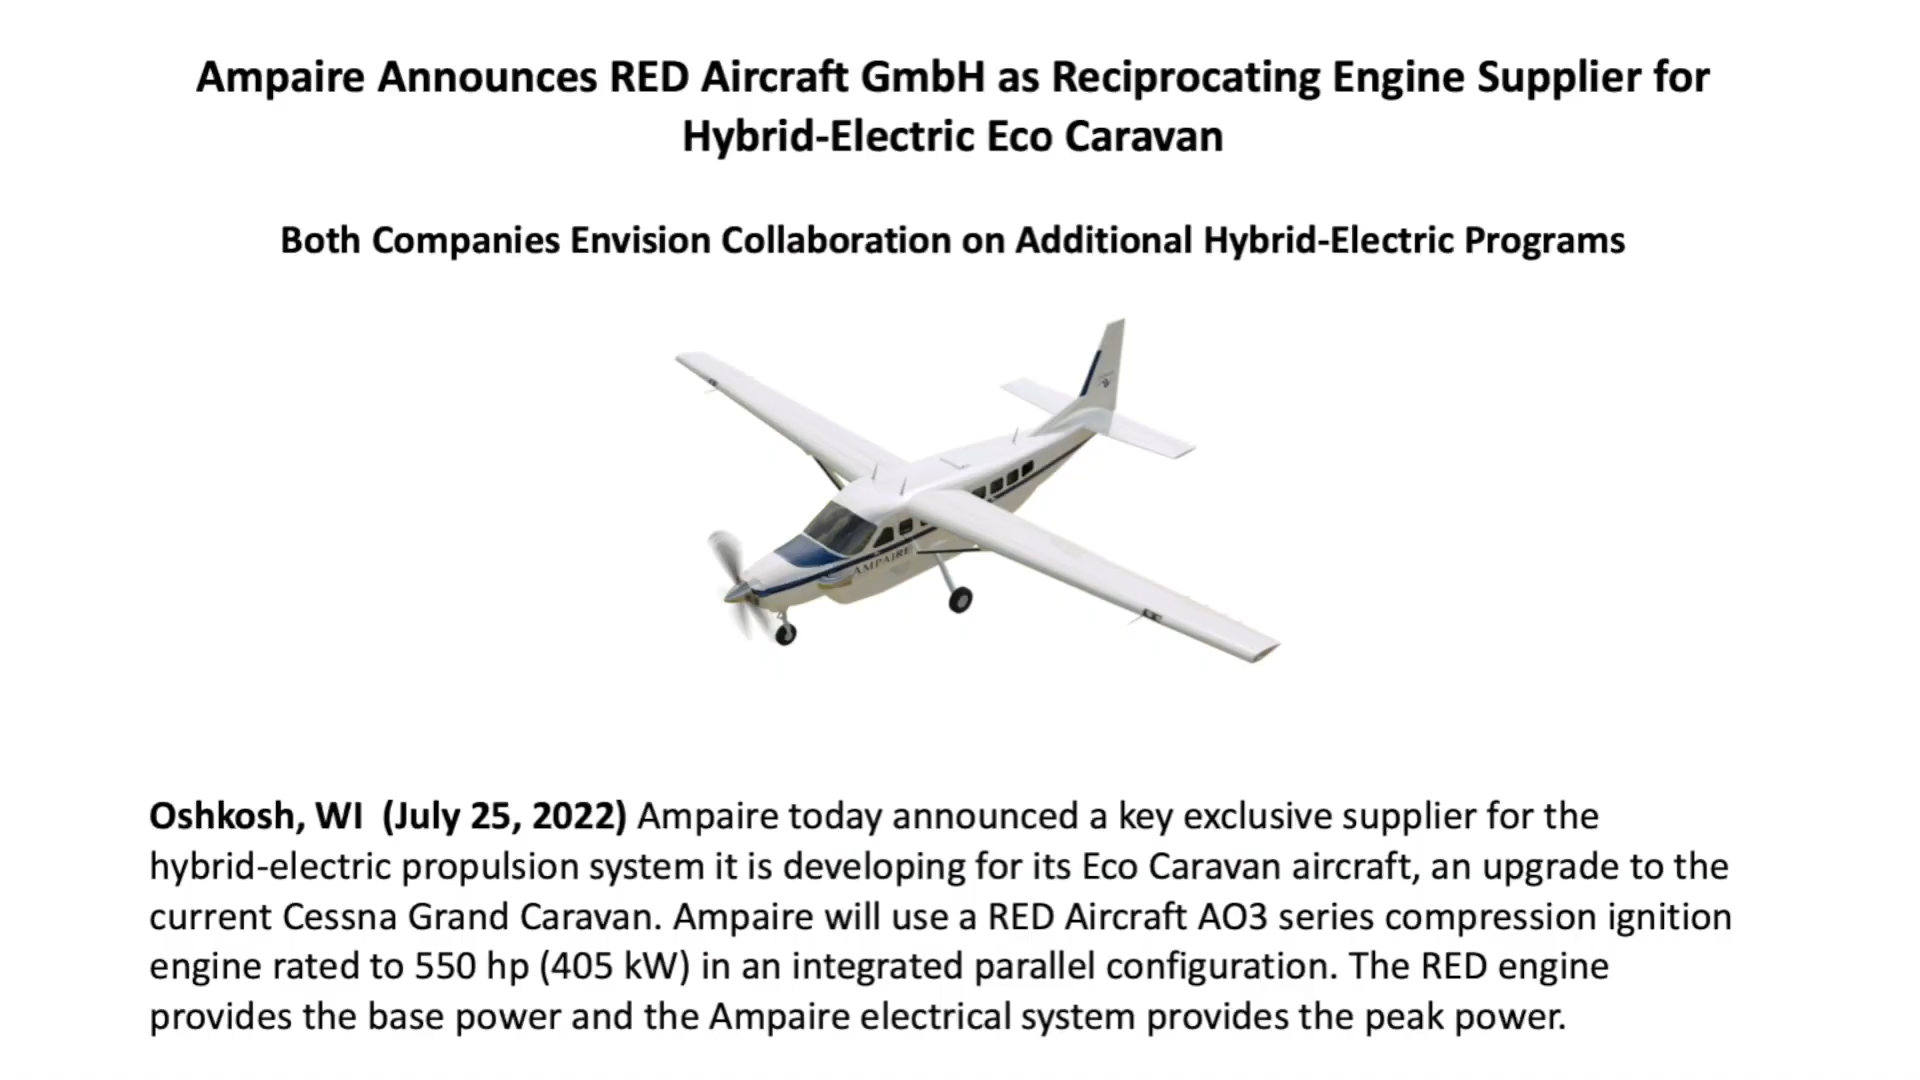 Ampaire Announces RED Aircraft GmbH as Reciprocating Engine Supplier for
Hybrid-Electric Eco Caravan
Both Companies Envision Collaboration on Additional Hybrid-Electric Programs
AMPAIRE
Oshkosh, WI  (July 25, 2022) Ampaire today announced a key exclusive supplier for the
hybrid-electric propulsion system it is developing for its Eco Caravan aircraft, an upgrade to the
current Cessna Grand Caravan. Ampaire will use a RED Aircraft AO3 series compression ignition
engine rated to 550 hp (405 kW) in an integrated parallel configuration. The RED engine
provides the base power and the Ampaire electrical system provides the peak power.